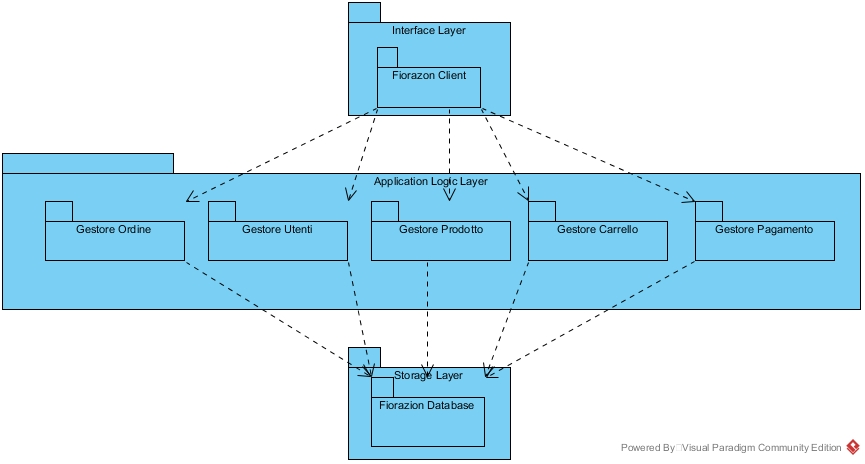 Interface Layer
Fiorazon Client
Application Logic Layer
Gestore Ordine
Gestore Utenti
Gestore Prodotto
Gestore Carrello
Gestore Pagamento
Storage Layer
Fiorazion Database
Powered By Visual Paradigm Community Edition